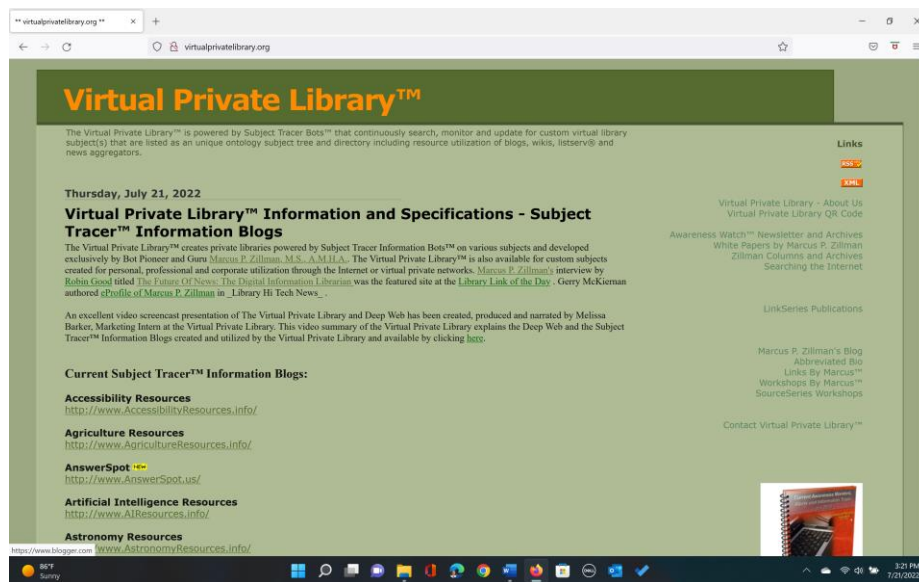 ** virtualprivatelibrary.org **
virtualprivatelibrary.org
Virtual Private Library™
The Virtual Private Library™ is powered by Subject Tracer Bots™ that continuously search, monitor and update for custom virtual library
subject(s) that are listed as an unique ontology subject tree and directory including resource utilization of blogs, wikis, listserv® and
news aggregators.
Thursday, July 21, 2022
Virtual Private Library™ Information and Specifications - Subject
Tracer™ Information Blogs
The Virtual Private Library™ creates private libraries powered by Subject Tracer Information Bots™ on various subjects and developed
exclusively by Bot Pioneer and Guru Marcus P. Zillman, M.S., A.M.H.A.. The Virtual Private Library™ is also available for custom subjects
created for personal, professional and corporate utilization through the Internet or virtual private networks. Marcus P. Zillman's interview by
Robin Good titled The Future Of News: The Digital Information Librarian was the featured site at the Library Link of the Day . Gerry McKiernan
authored eProfile of Marcus P. Zillman in _Library Hi Tech News_ .
An excellent video screencast presentation of The Virtual Private Library and Deep Web has been created, produced and narrated by Melissa
Barker, Marketing Intern at the Virtual Private Library. This video summary of the Virtual Private Library explains the Deep Web and the Subject
Tracer™ Information Blogs created and utilized by the Virtual Private Library and available by clicking here.
Current Subject Tracer™ Information Blogs:
Accessibility Resources
http://www.AccessibilityResources.info/
Agriculture Resources
http://www.AgricultureResources.info/
AnswerSpot NEW
http://www.AnswerSpot.us/
Artificial Intelligence Resources
http://www.AIResources.info/
Astronomy Resources
www.AstronomyResources.info/
https://www.blogger.com
Links
RSS
XML
Virtual Private Library - About Us
Virtual Private Library QR Code
Awareness Watch™ Newsletter and Archives
White Papers by Marcus P. Zillman
Zillman Columns and Archives
Searching the Internet
LinkSeries Publications
Marcus P. Zillman's Blog
Abbreviated Bio
Links By Marcus™
Workshops By Marcus™
SourceSeries Workshops
Contact Virtual Private Library™
86°F
Sunny
3:21 PM
7/21/2022